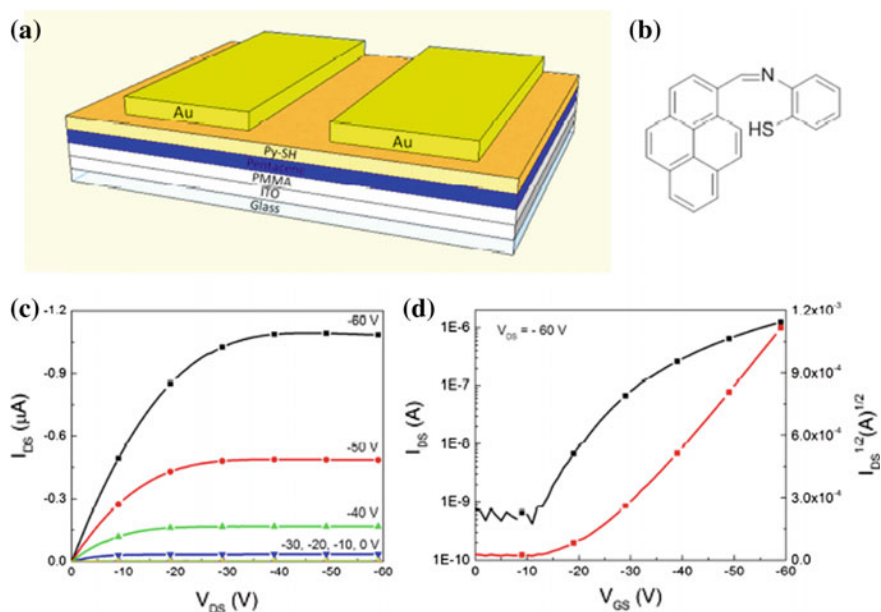 (a)
Au
Au
Py-SH
Pentacene
PMMA
ITO
Glass
(b)
N
HS
(c)
-1.2
-0.9
-0.6
-0.3
0.0
I_DS (μA)
-60 V
-50 V
-40 V
-30, -20, -10, 0 V
0 -10 -20 -30 -40 -50 -60
V_DS (V)
(d)
V_DS = - 60 V
1E-6
1E-7
1E-8
1E-9
1E-10
I_DS (A)
1.2x10^-3
9.0x10^-4
6.0x10^-4
3.0x10^-4
0.0
I_DS^1/2(A)^1/2
0 -10 -20 -30 -40 -50 -60
V_GS (V)